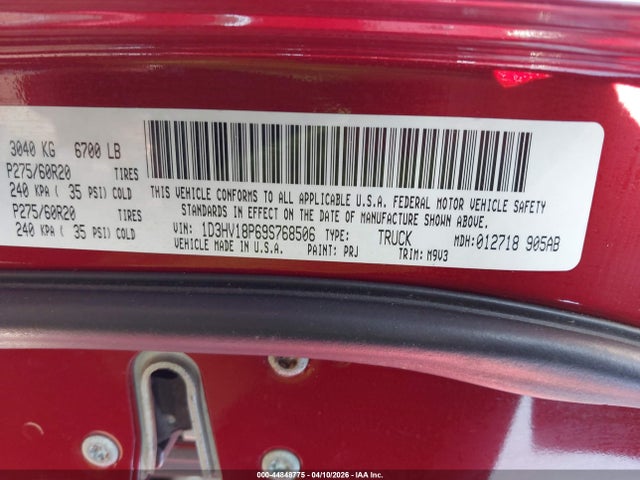 3040 KG 6700 LB
P275/60R20 TIRES
240 KPA ( 35 PSI) COLD
P275/60R20 TIRES
240 KPA ( 35 PSI) COLD
THIS VEHICLE CONFORMS TO ALL APPLICABLE U.S.A. FEDERAL MOTOR VEHICLE SAFETY
STANDARDS IN EFFECT ON THE DATE OF MANUFACTURE SHOWN ABOVE.
VIN: 1D3HV18P69S768506 TYPE: TRUCK MDH:012718 905AB
VEHICLE MADE IN U.S.A. PAINT: PRJ TRIM: M9V3
000-44848775 — 04/10/2026 — IAA Inc.